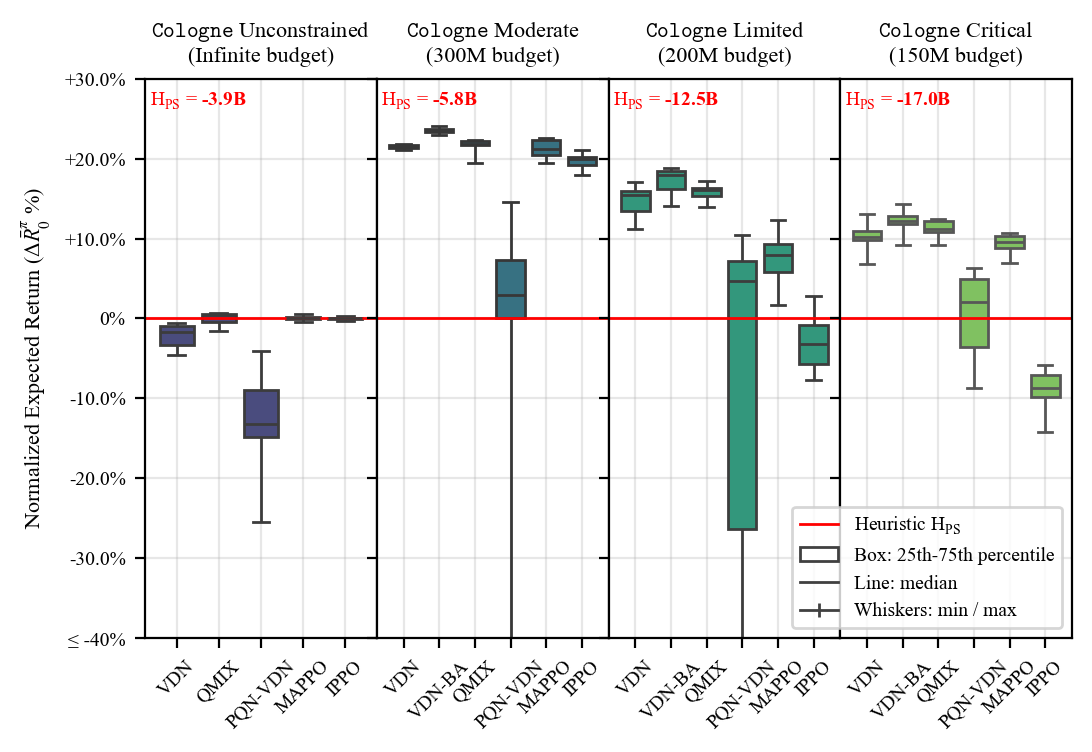 Cologne Unconstrained
(Infinite budget)
Cologne Moderate
(300M budget)
Cologne Limited
(200M budget)
Cologne Critical
(150M budget)
H_PS = -3.9B
H_PS = -5.8B
H_PS = -12.5B
H_PS = -17.0B
Normalized Expected Return (ΔR̄₀^π %)
+30.0%
+20.0%
+10.0%
0%
-10.0%
-20.0%
-30.0%
≤ -40%
Heuristic H_PS
Box: 25th-75th percentile
Line: median
Whiskers: min / max
VDN
QMIX
PQN-VDN
MAPPO
IPPO
VDN
VDN-BA
QMIX
PQN-VDN
MAPPO
IPPO
VDN
VDN-BA
QMIX
PQN-VDN
MAPPO
IPPO
VDN
VDN-BA
QMIX
PQN-VDN
MAPPO
IPPO